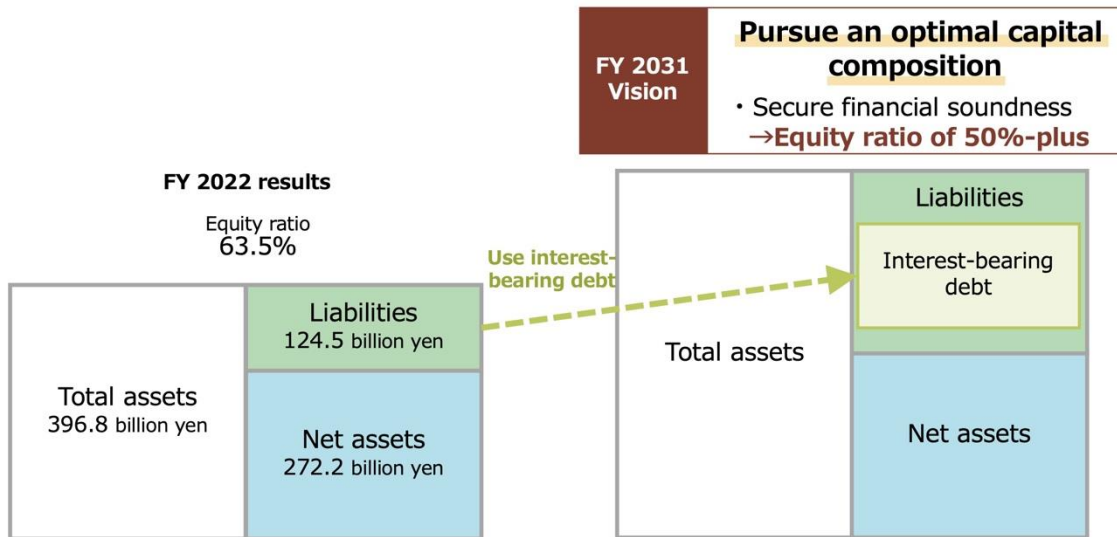 FY 2031
Vision
Pursue an optimal capital
composition
・Secure financial soundness
→Equity ratio of 50%-plus
FY 2022 results
Equity ratio
63.5%
Total assets
396.8 billion yen
Liabilities
124.5 billion yen
Net assets
272.2 billion yen
Use interest-
bearing debt
Total assets
Liabilities
Interest-bearing
debt
Net assets